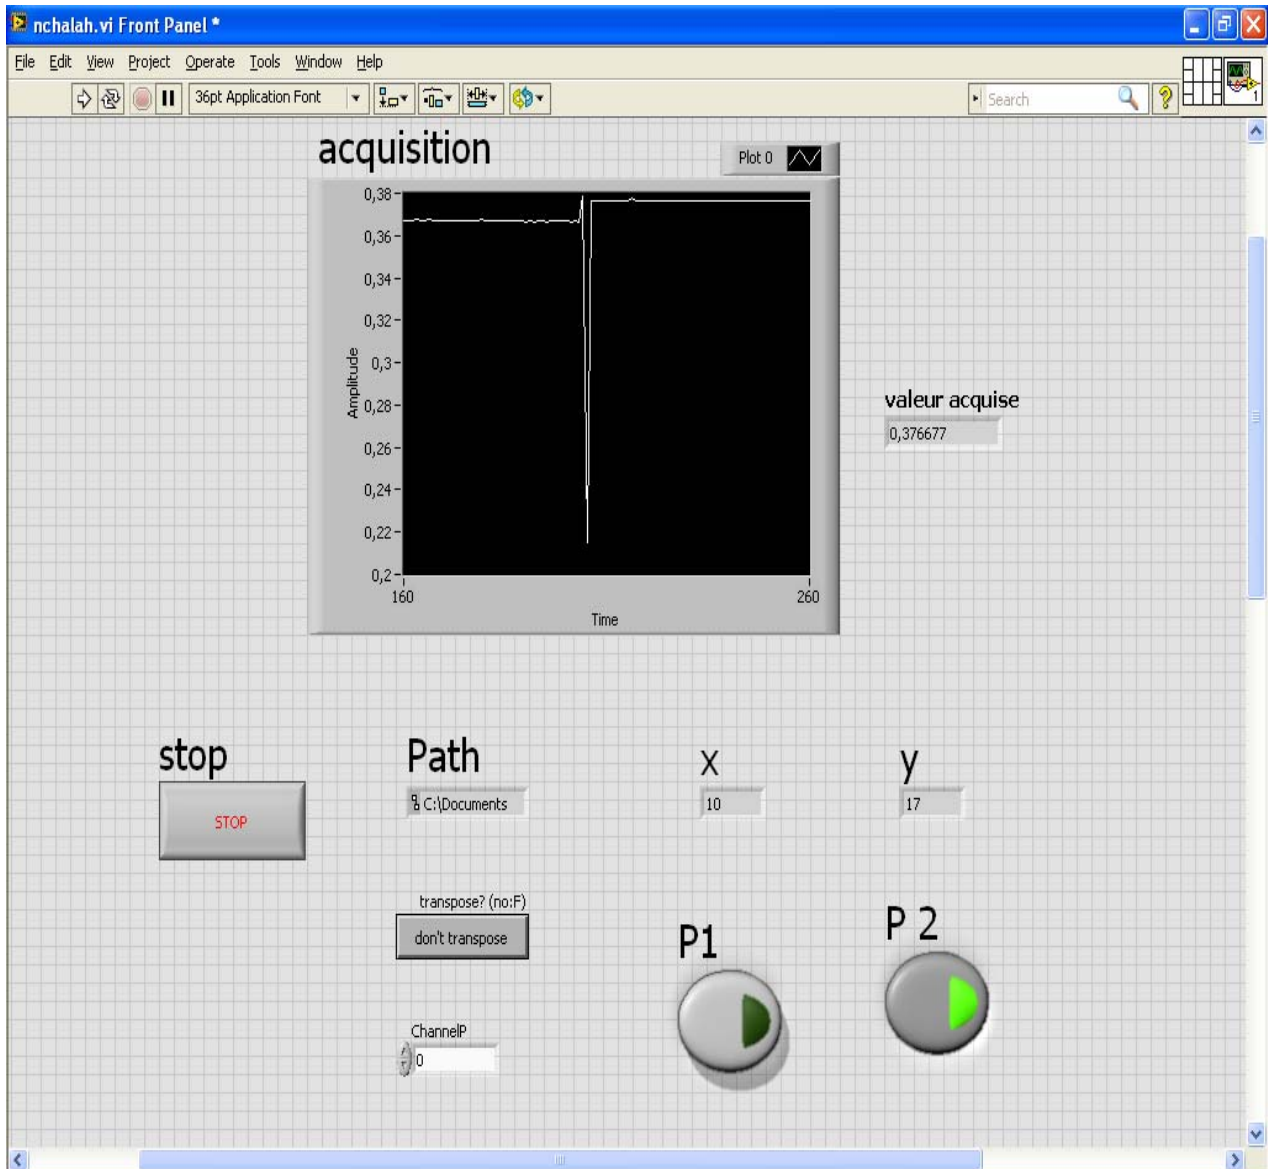 nchalah.vi Front Panel *
File Edit View Project Operate Tools Window Help
36pt Application Font
Search
1
acquisition
Plot 0
0,38
0,36
0,34
0,32
0,3
0,28
0,26
0,24
0,22
0,2
Amplitude
160
260
Time
valeur acquise
0,376677
stop
STOP
Path
C:\Documents
x
10
y
17
transpose? (no:F)
don't transpose
P1
P 2
ChannelP
0